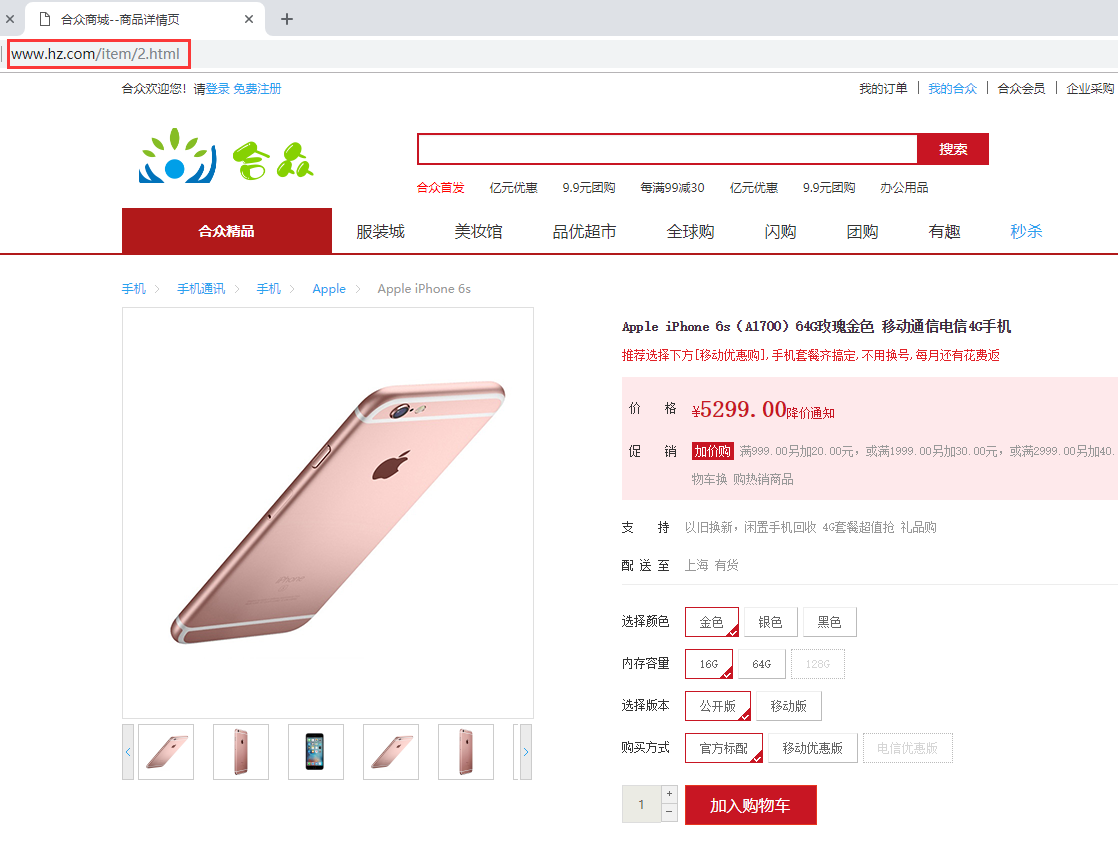 合众商城--商品详情页
www.hz.com/item/2.html
合众欢迎您！请登录 免费注册
我的订单 我的合众 合众会员 企业采购
合众
搜索
合众首发 亿元优惠 9.9元团购 每满99减30 亿元优惠 9.9元团购 办公用品
合众精品 服装城 美妆馆 品优超市 全球购 闪购 团购 有趣 秒杀
手机 手机通讯 手机 Apple Apple iPhone 6s
Apple iPhone 6s（A1700）64G玫瑰金色 移动通信电信4G手机
推荐选择下方[移动优惠购],手机套餐齐搞定,不用换号,每月还有花费返
价 格 ¥5299.00降价通知
促 销 加价购 满999.00另加20.00元，或满1999.00另加30.00元，或满2999.00另加40.
物车换 购热销商品
支 持 以旧换新，闲置手机回收 4G套餐超值抢 礼品购
配 送 至 上海 有货
选择颜色 金色 银色 黑色
内存容量 16G 64G 128G
选择版本 公开版 移动版
购买方式 官方标配 移动优惠版 电信优惠版
1 + - 加入购物车
iPhone